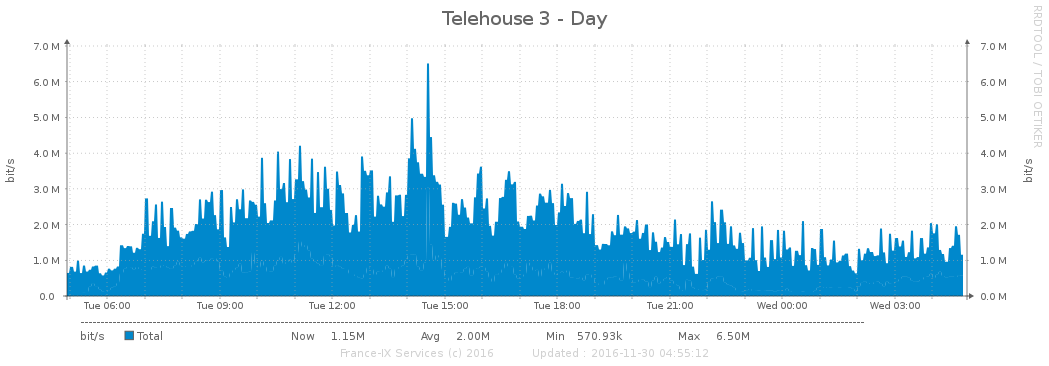 Telehouse 3 - Day
RRDTOOL / TOBI OETIKER
7.0 M 7.0 M
6.0 M 6.0 M
5.0 M 5.0 M
4.0 M 4.0 M
3.0 M 3.0 M
2.0 M 2.0 M
1.0 M 1.0 M
0.0 0.0 M
bit/s bit/s
Tue 06:00 Tue 09:00 Tue 12:00 Tue 15:00 Tue 18:00 Tue 21:00 Wed 00:00 Wed 03:00
bit/s Total Now 1.15M Avg 2.00M Min 570.93k Max 6.50M
France-IX Services (c) 2016 Updated : 2016-11-30 04:55:12